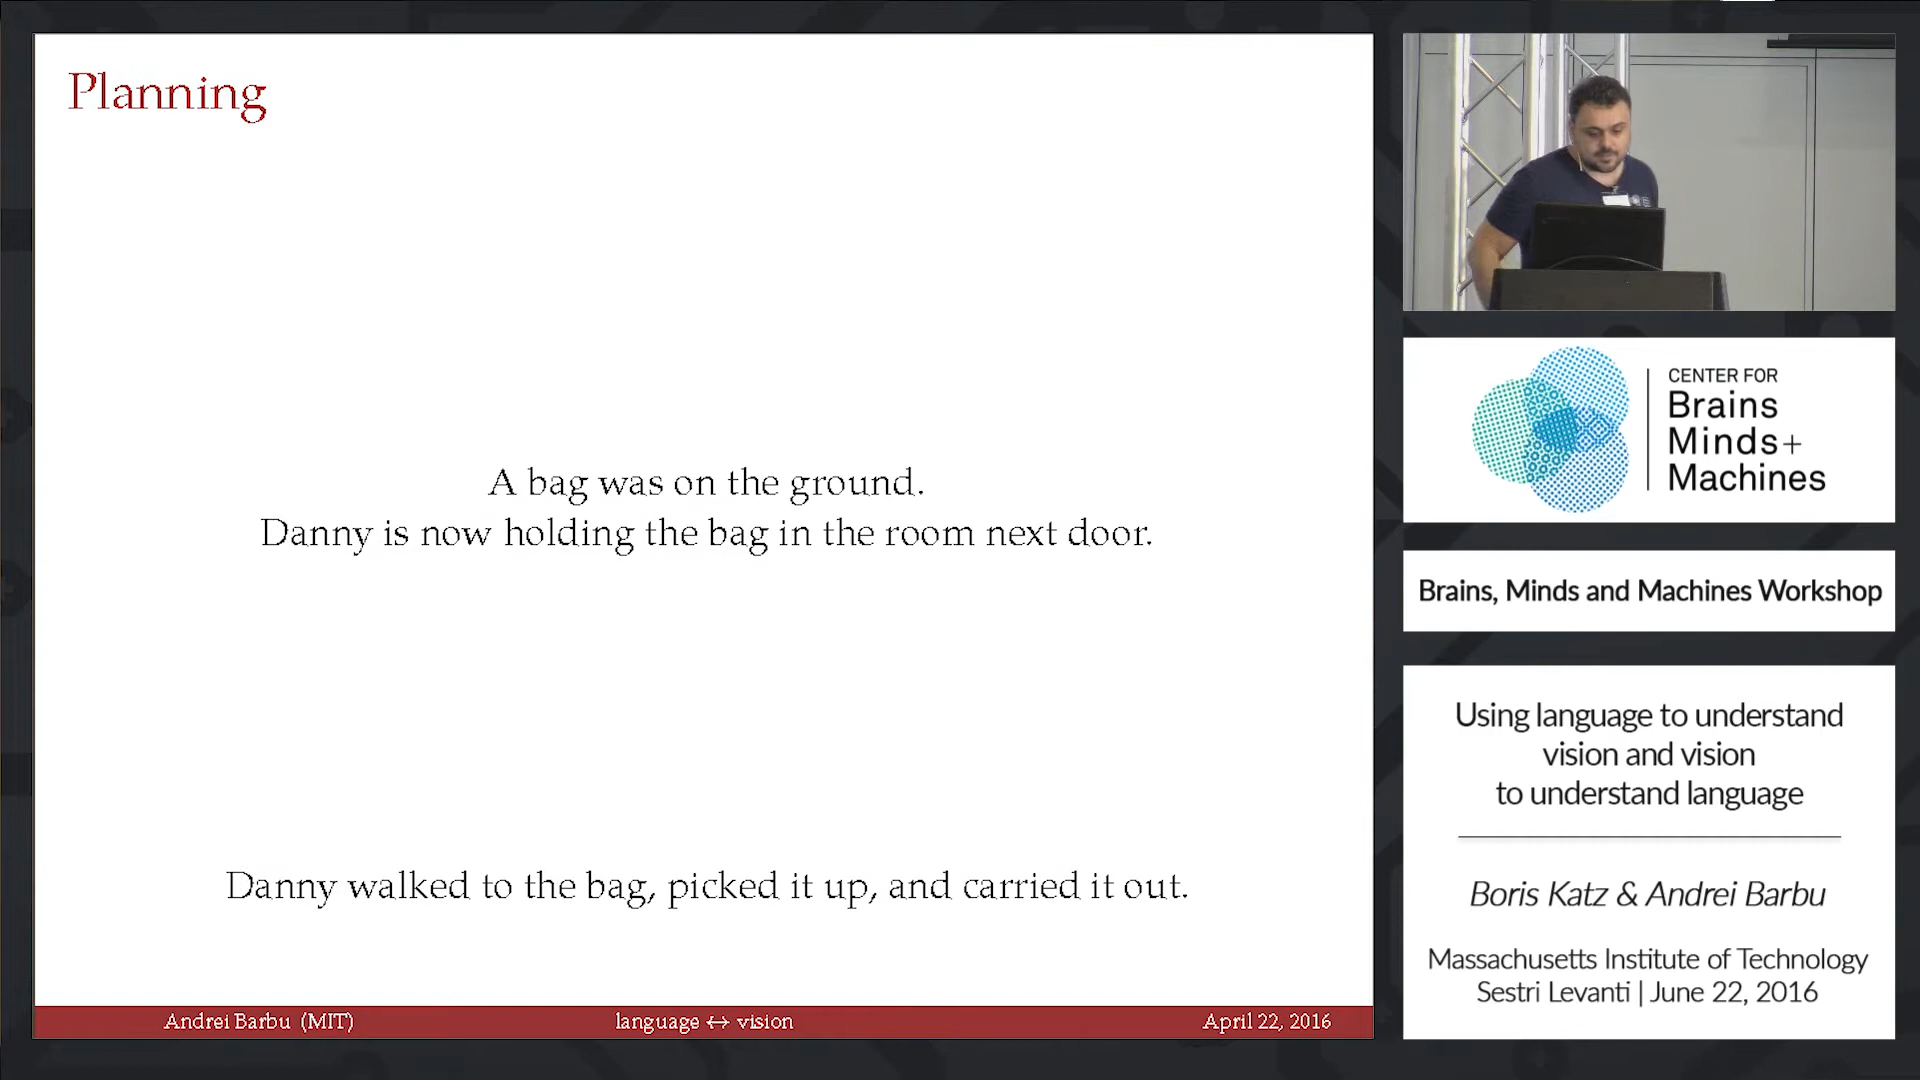 Planning
A bag was on the ground.
Danny is now holding the bag in the room next door.
Danny walked to the bag, picked it up, and carried it out.
Andrei Barbu (MIT)
language ↔ vision
April 22, 2016
CENTER FOR
Brains
Minds+
Machines
Brains, Minds and Machines Workshop
Using language to understand
vision and vision
to understand language
Boris Katz & Andrei Barbu
Massachusetts Institute of Technology
Sestri Levanti | June 22, 2016